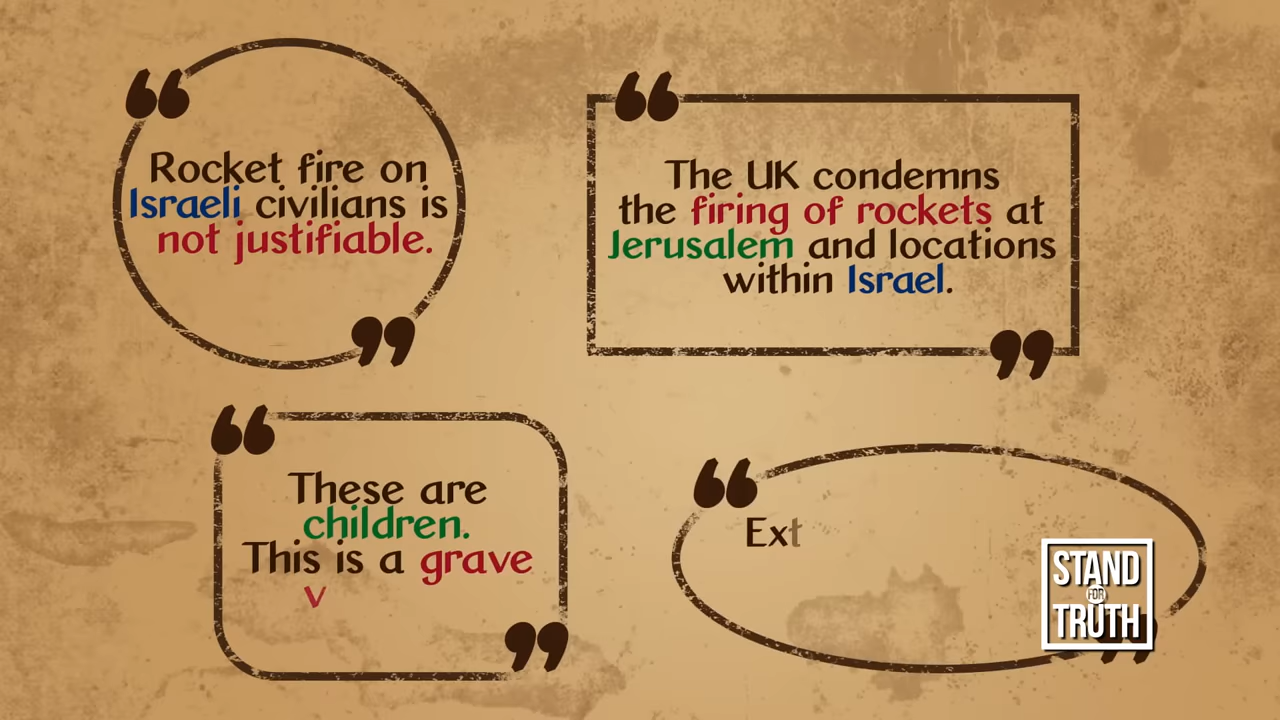 “Rocket fire on
Israeli civilians is
not justifiable.”
“The UK condemns
the firing of rockets at
Jerusalem and locations
within Israel.”
“These are
children.
This is a grave
v”
“Ext”
STAND
FOR
TRUTH